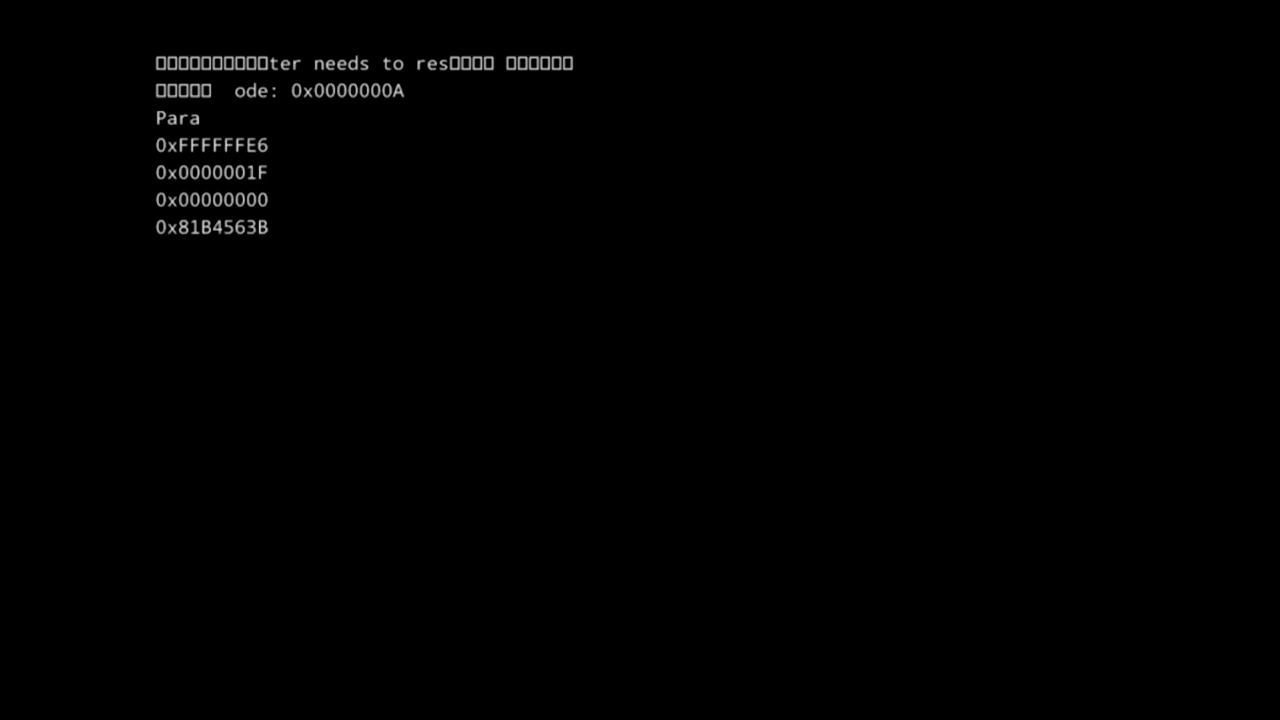 ▯▯▯▯▯▯▯▯▯▯ter needs to res▯▯▯▯ ▯▯▯▯▯▯
▯▯▯▯▯  ode: 0x0000000A
Para
0xFFFFFFE6
0x0000001F
0x00000000
0x81B4563B